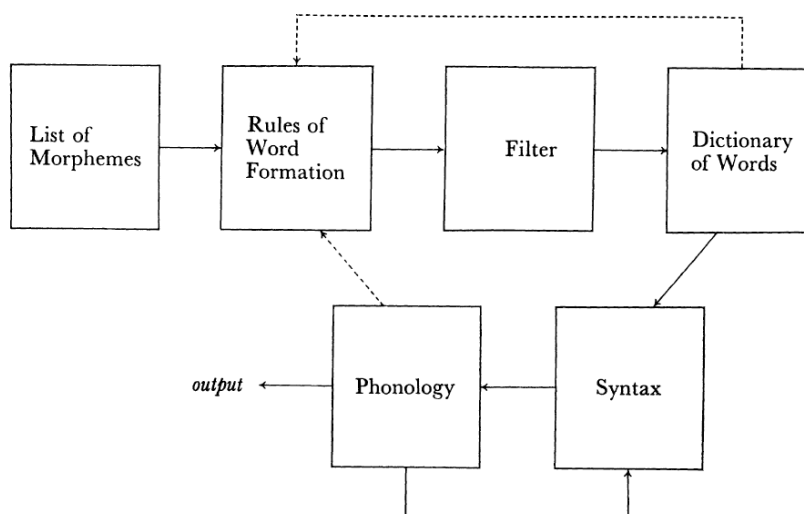 List of
Morphemes
Rules of
Word
Formation
Filter
Dictionary
of Words
output
Phonology
Syntax